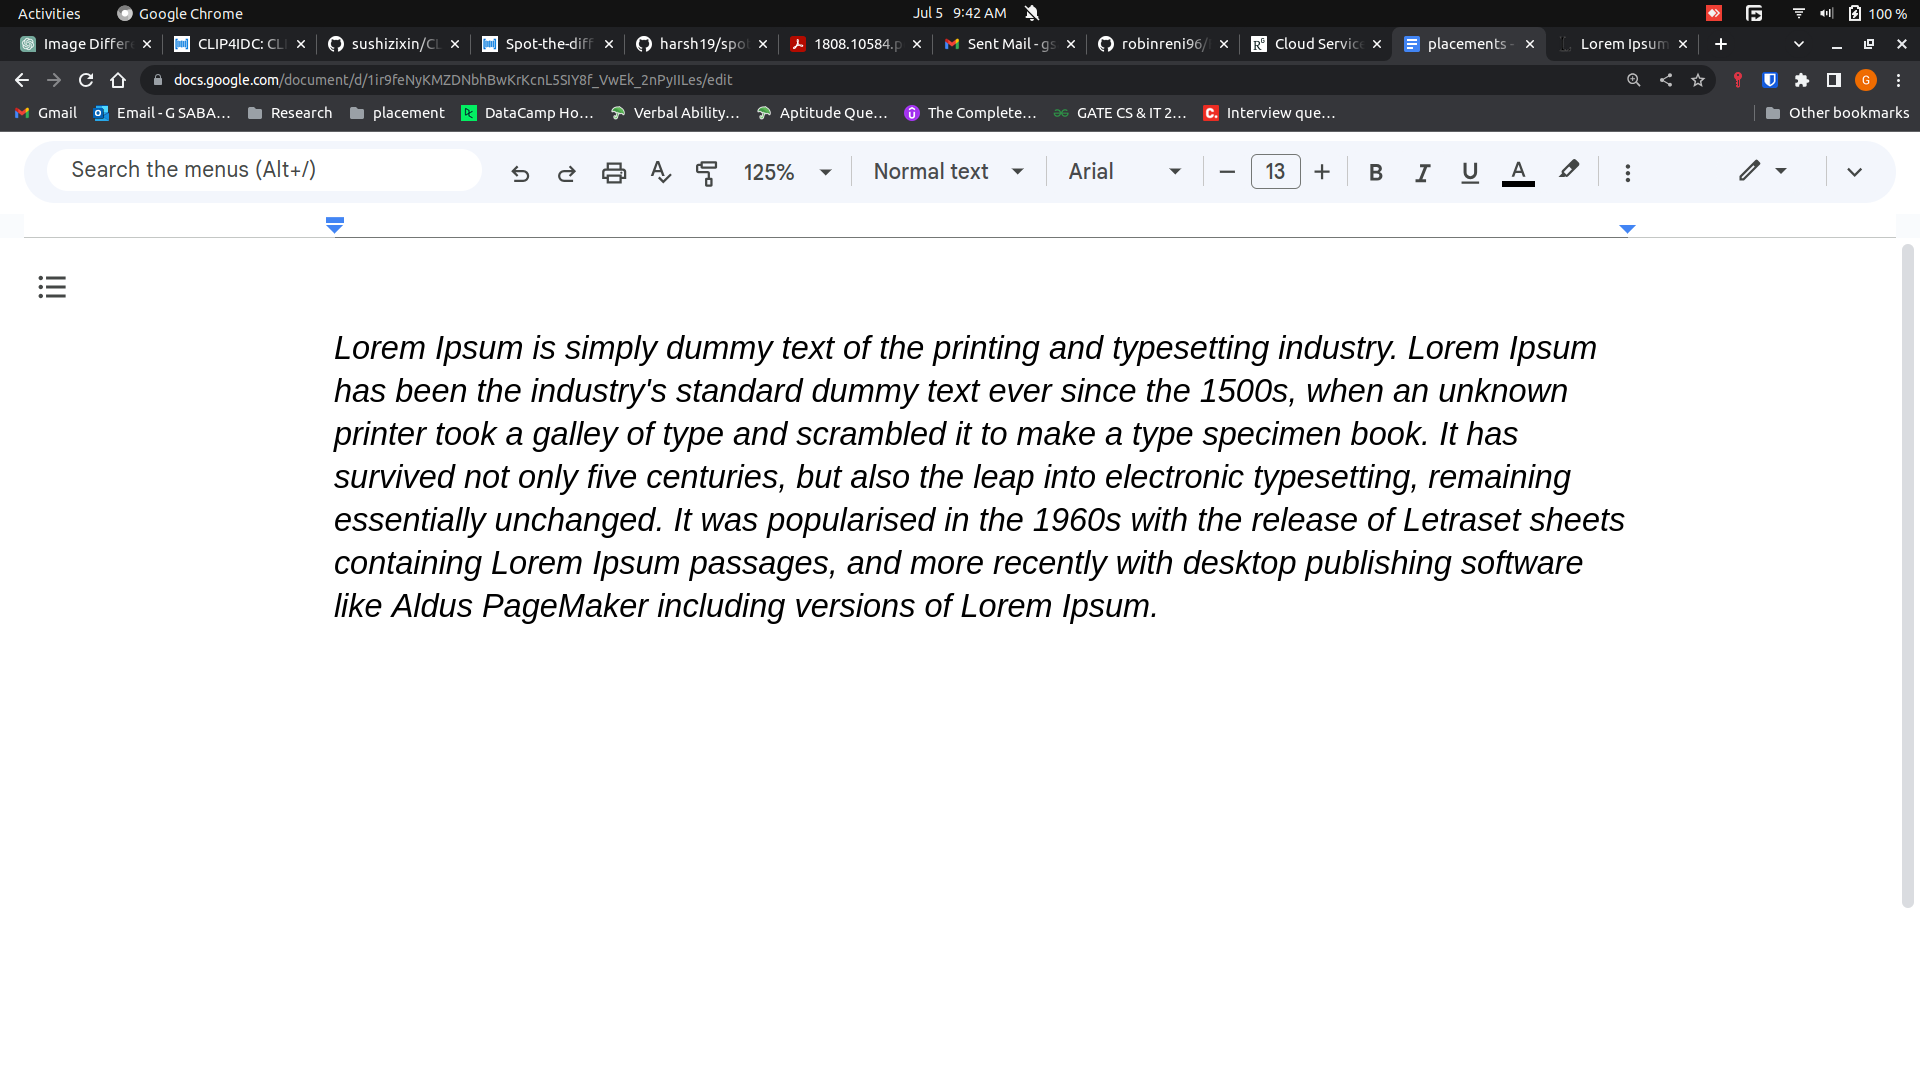 Activities Google Chrome Jul 5 9:42 AM 100 %
Image Differe CLIP4IDC: CLI sushizixin/CL Spot-the-diff harsh19/spot 1808.10584.p Sent Mail - gs robinreni96/ Cloud Service placements - Lorem Ipsum
docs.google.com/document/d/1ir9feNyKMZDNbhBwKrKcnL5SIY8f_VwEk_2nPyIILes/edit G
Gmail Email - G SABA... Research placement DataCamp Ho... Verbal Ability... Aptitude Que... The Complete... GATE CS & IT 2... Interview que... Other bookmarks
Search the menus (Alt+/) 125% Normal text Arial 13 B I U A
Lorem Ipsum is simply dummy text of the printing and typesetting industry. Lorem Ipsum
has been the industry's standard dummy text ever since the 1500s, when an unknown
printer took a galley of type and scrambled it to make a type specimen book. It has
survived not only five centuries, but also the leap into electronic typesetting, remaining
essentially unchanged. It was popularised in the 1960s with the release of Letraset sheets
containing Lorem Ipsum passages, and more recently with desktop publishing software
like Aldus PageMaker including versions of Lorem Ipsum.